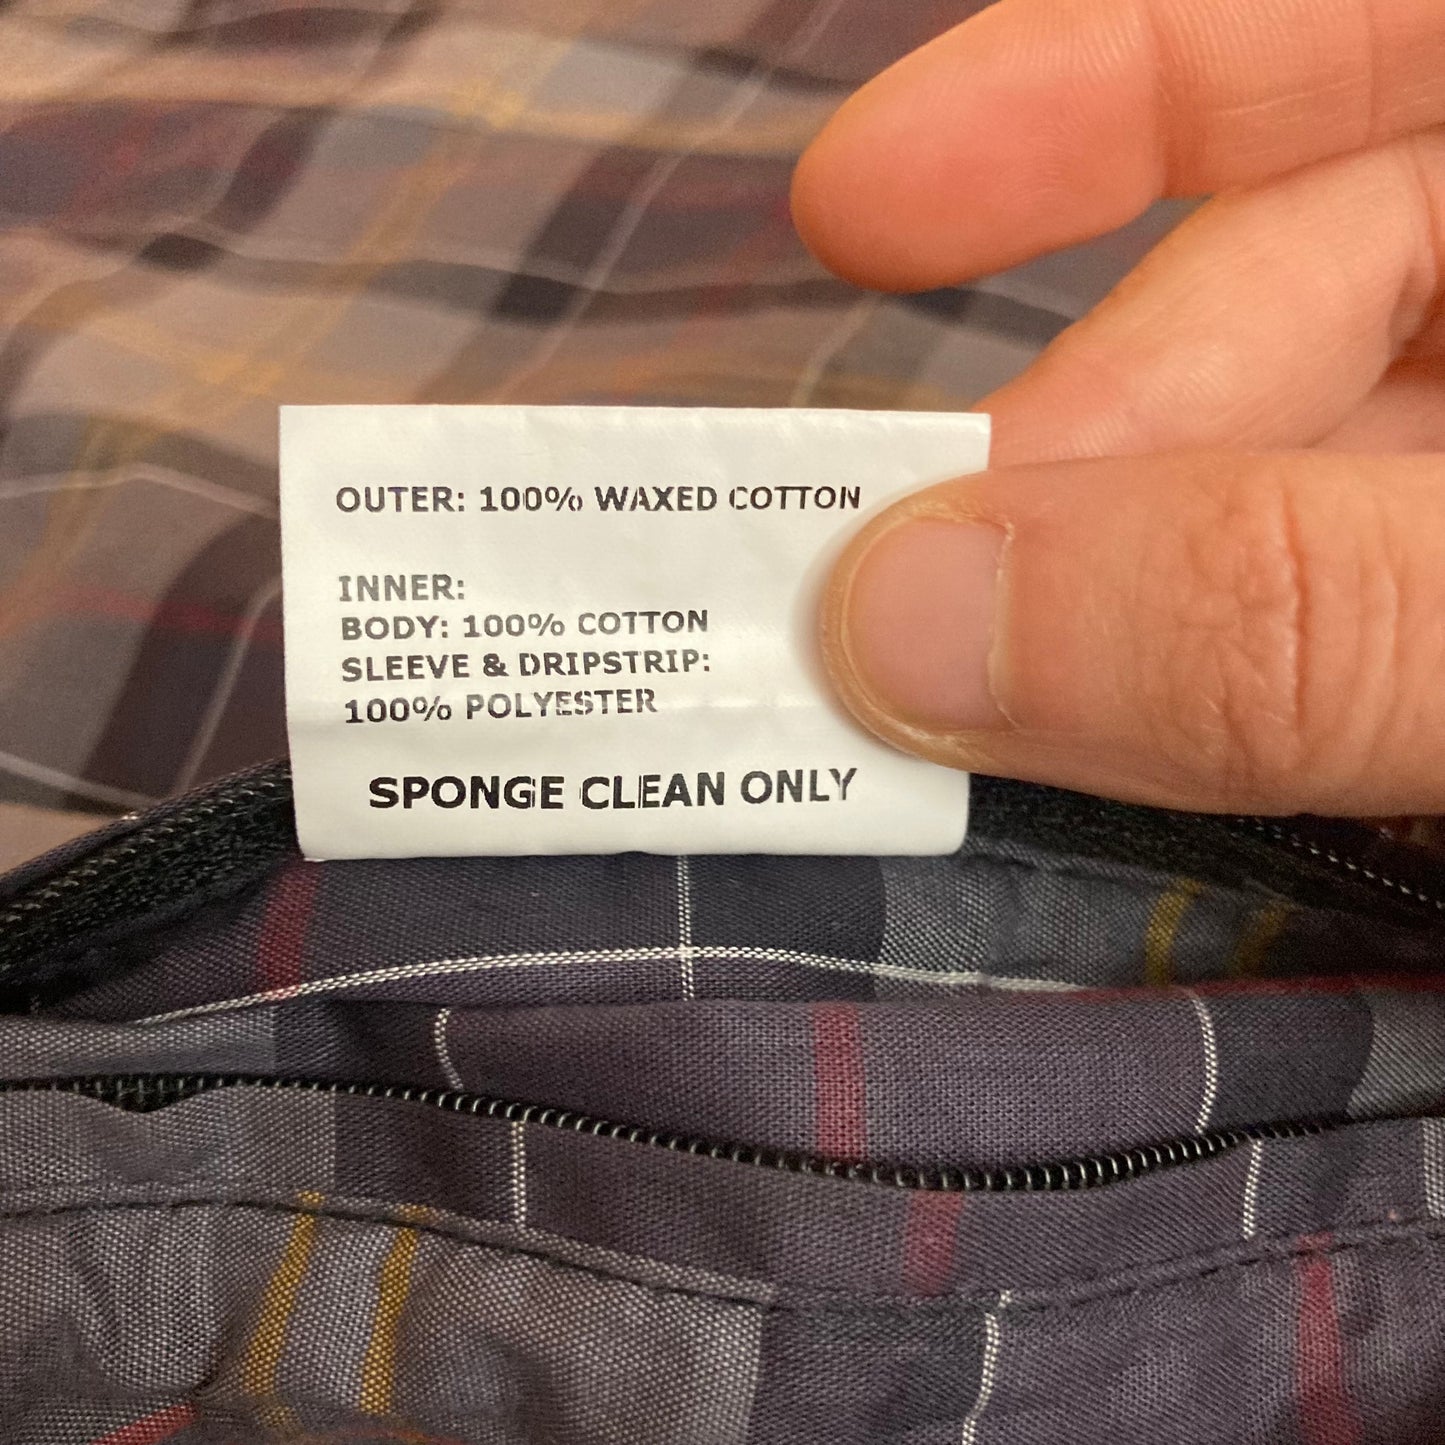 OUTER: 100% WAXED COTTON
INNER:
BODY: 100% COTTON
SLEEVE & DRIPSTRIP:
100% POLYESTER
SPONGE CLEAN ONLY